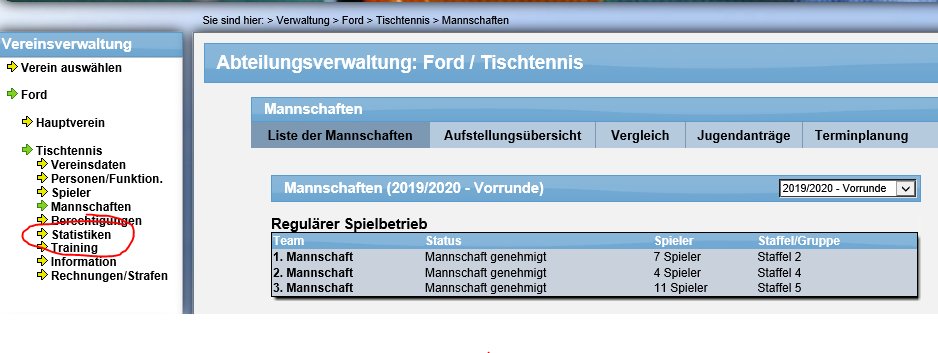 Sie sind hier: > Verwaltung > Ford > Tischtennis > Mannschaften
Vereinsverwaltung
Verein auswählen
Ford
Hauptverein
Tischtennis
Vereinsdaten
Personen/Funktion.
Spieler
Mannschaften
Berechtigungen
Statistiken
Training
Information
Rechnungen/Strafen
Abteilungsverwaltung: Ford / Tischtennis
Mannschaften
Liste der Mannschaften Aufstellungsübersicht Vergleich Jugendanträge Terminplanung
Mannschaften (2019/2020 - Vorrunde) 2019/2020 - Vorrunde
Regulärer Spielbetrieb
Team Status Spieler Staffel/Gruppe
1. Mannschaft Mannschaft genehmigt 7 Spieler Staffel 2
2. Mannschaft Mannschaft genehmigt 4 Spieler Staffel 4
3. Mannschaft Mannschaft genehmigt 11 Spieler Staffel 5